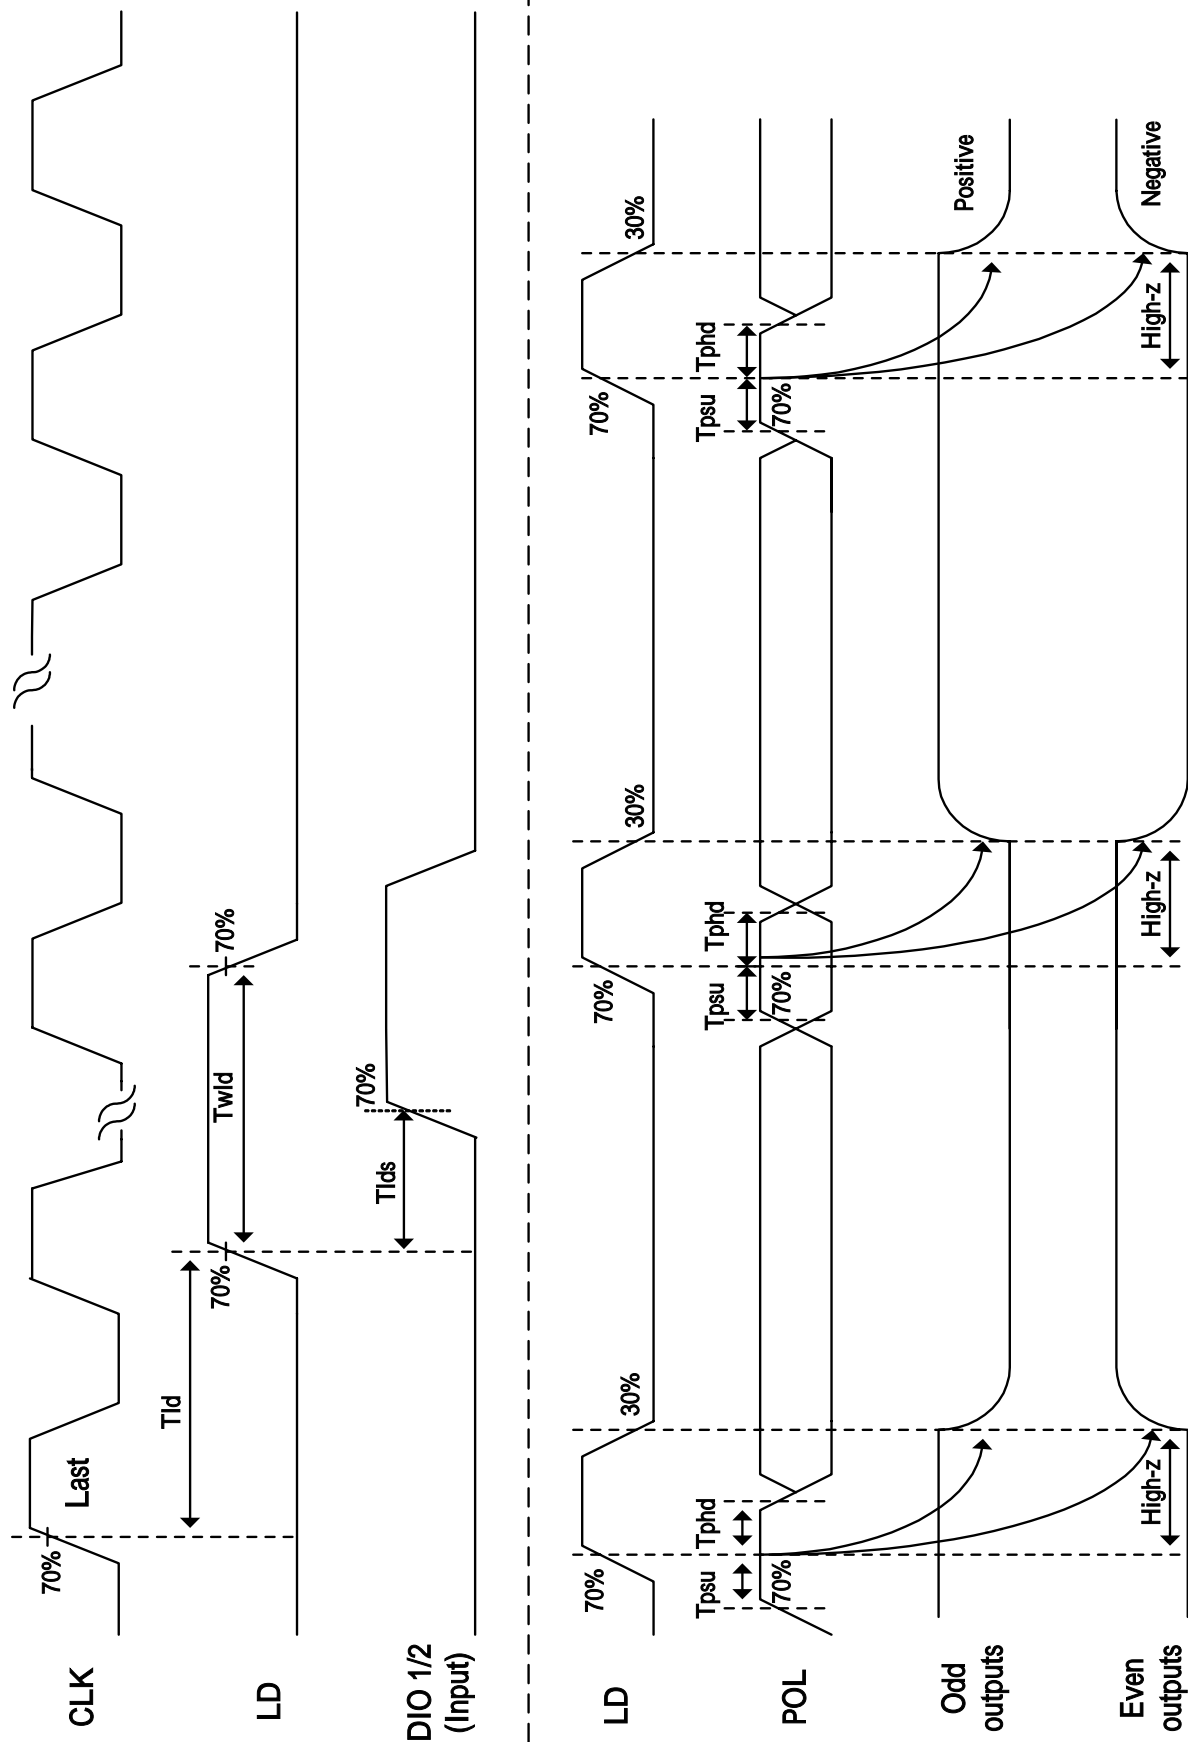 CLK
70%
Last
Tld
LD
70%
Twld
70%
DIO 1/2
(Input)
Tlds
70%
LD
70%
30%
70%
30%
70%
30%
POL
Tpsu
Tphd
70%
Tpsu
Tphd
70%
Tpsu
Tphd
70%
Odd
outputs
Positive
Even
outputs
High-z
High-z
High-z
Negative